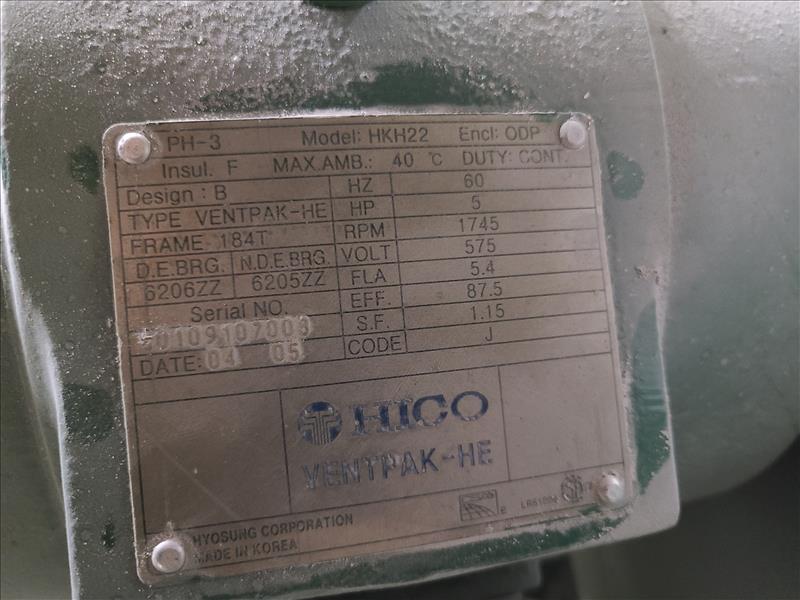 PH-3 Model: HKH22 Encl: ODP
Insul. F MAX.AMB.: 40 °C DUTY: CONT.
Design : B HZ 60
TYPE VENTPAK-HE HP 5
FRAME 184T RPM 1745
D.E.BRG. N.D.E.BRG. VOLT 575
6206ZZ 6205ZZ FLA 5.4
Serial NO. EFF. 87.5
S.F. 1.15
DATE: 04 05 CODE J
HICO
VENTPAK-HE
HYOSUNG CORPORATION
MADE IN KOREA